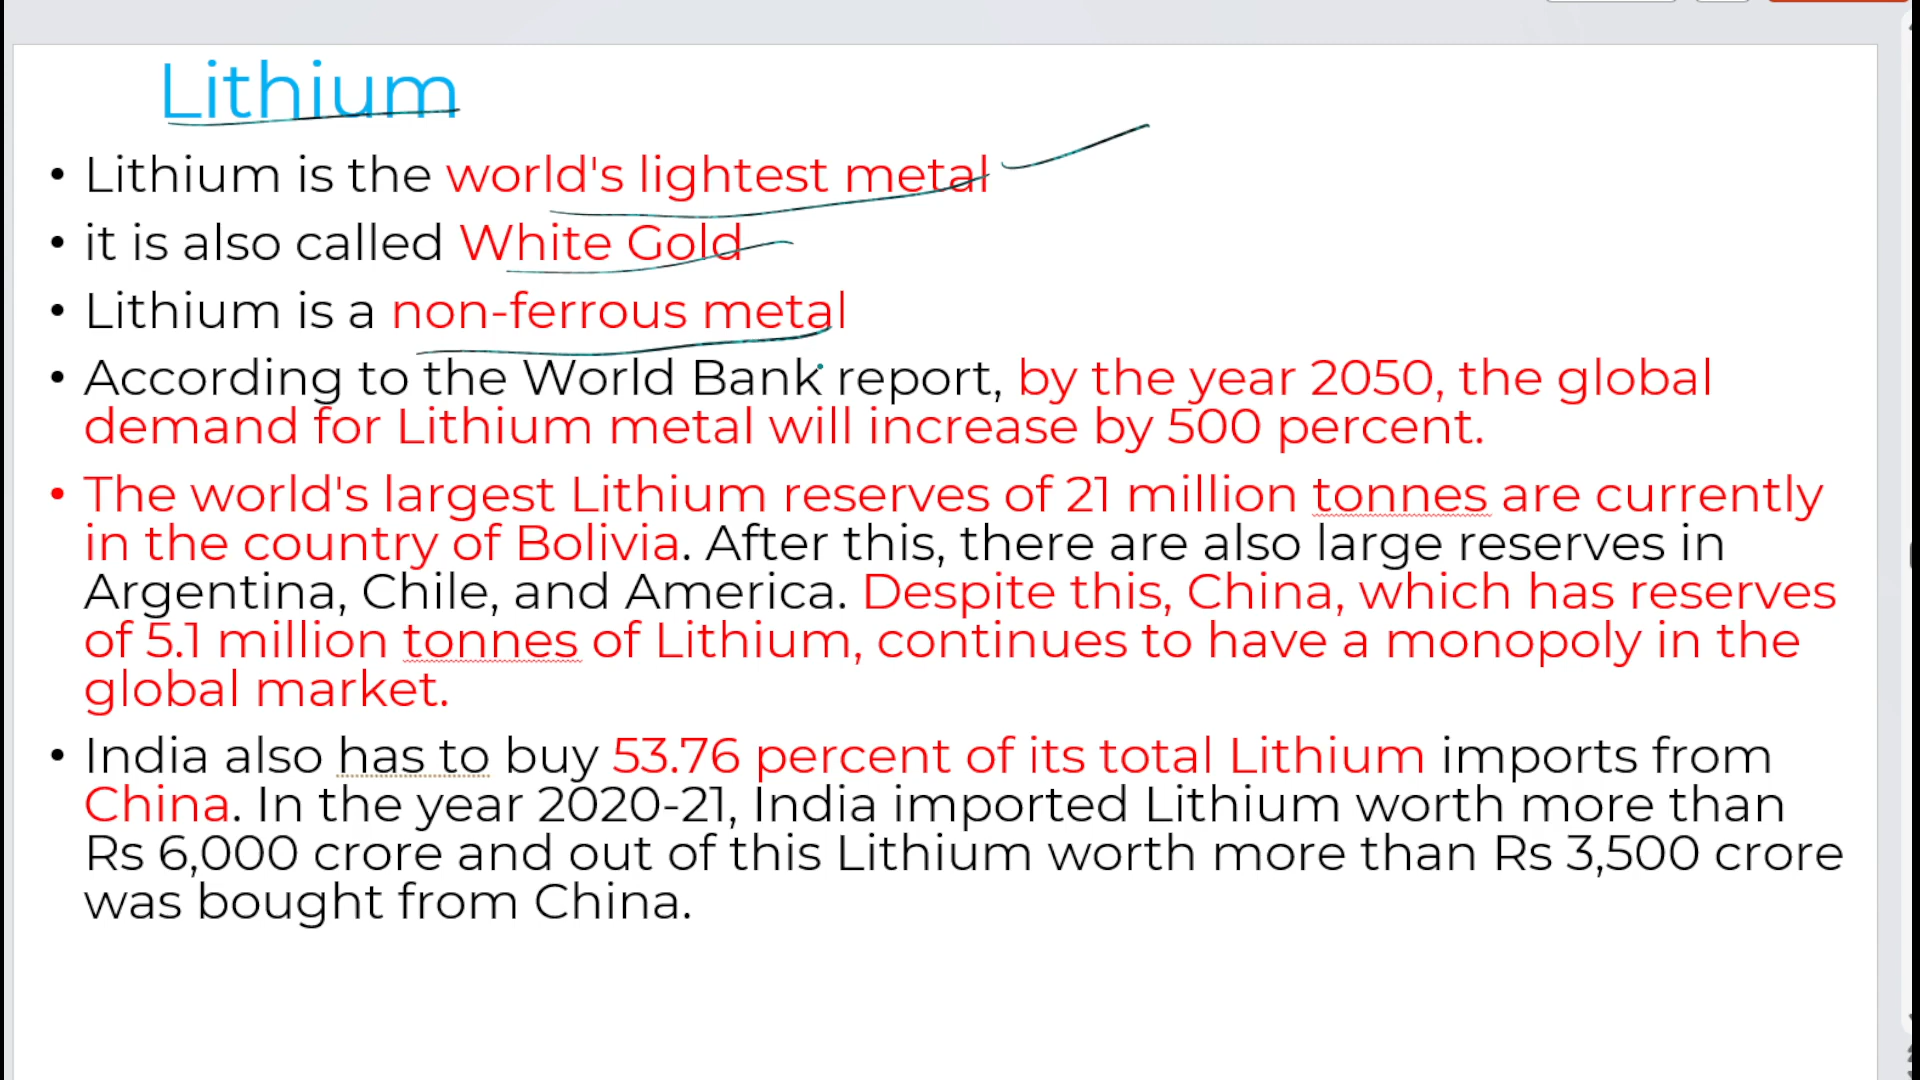 Lithium
• Lithium is the world's lightest metal
• it is also called White Gold
• Lithium is a non-ferrous metal
• According to the World Bank report, by the year 2050, the global
demand for Lithium metal will increase by 500 percent.
• The world's largest Lithium reserves of 21 million tonnes are currently
in the country of Bolivia. After this, there are also large reserves in
Argentina, Chile, and America. Despite this, China, which has reserves
of 5.1 million tonnes of Lithium, continues to have a monopoly in the
global market.
• India also has to buy 53.76 percent of its total Lithium imports from
China. In the year 2020-21, India imported Lithium worth more than
Rs 6,000 crore and out of this Lithium worth more than Rs 3,500 crore
was bought from China.